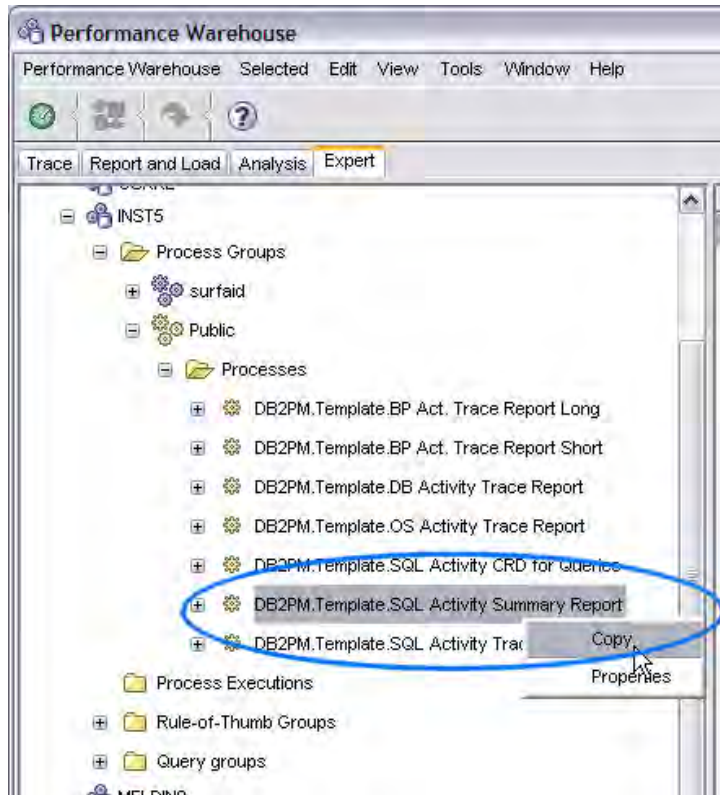 Performance Warehouse
Performance Warehouse Selected Edit View Tools Window Help
Trace Report and Load Analysis Expert
INST5
Process Groups
surfaid
Public
Processes
DB2PM.Template.BP Act. Trace Report Long
DB2PM.Template.BP Act. Trace Report Short
DB2PM.Template.DB Activity Trace Report
DB2PM.Template.OS Activity Trace Report
DB2PM.Template.SQL Activity CRD for Queries
DB2PM.Template.SQL Activity Summary Report
DB2PM.Template.SQL Activity Trac
Copy
Properties
Process Executions
Rule-of-Thumb Groups
Query groups